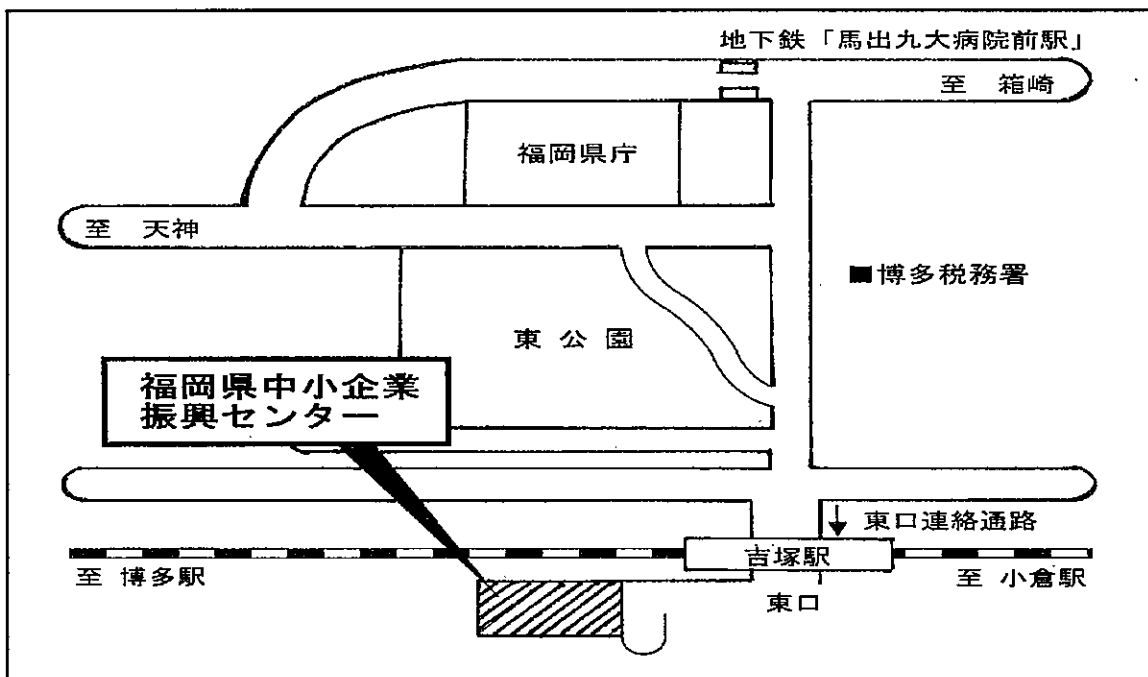 地下鉄「馬出九大病院前駅」
至 箱崎
福岡県庁
至 天神
■博多税務署
東公園
福岡県中小企業
振興センター
東口連絡通路
吉塚駅
至 博多駅
至 小倉駅
東口